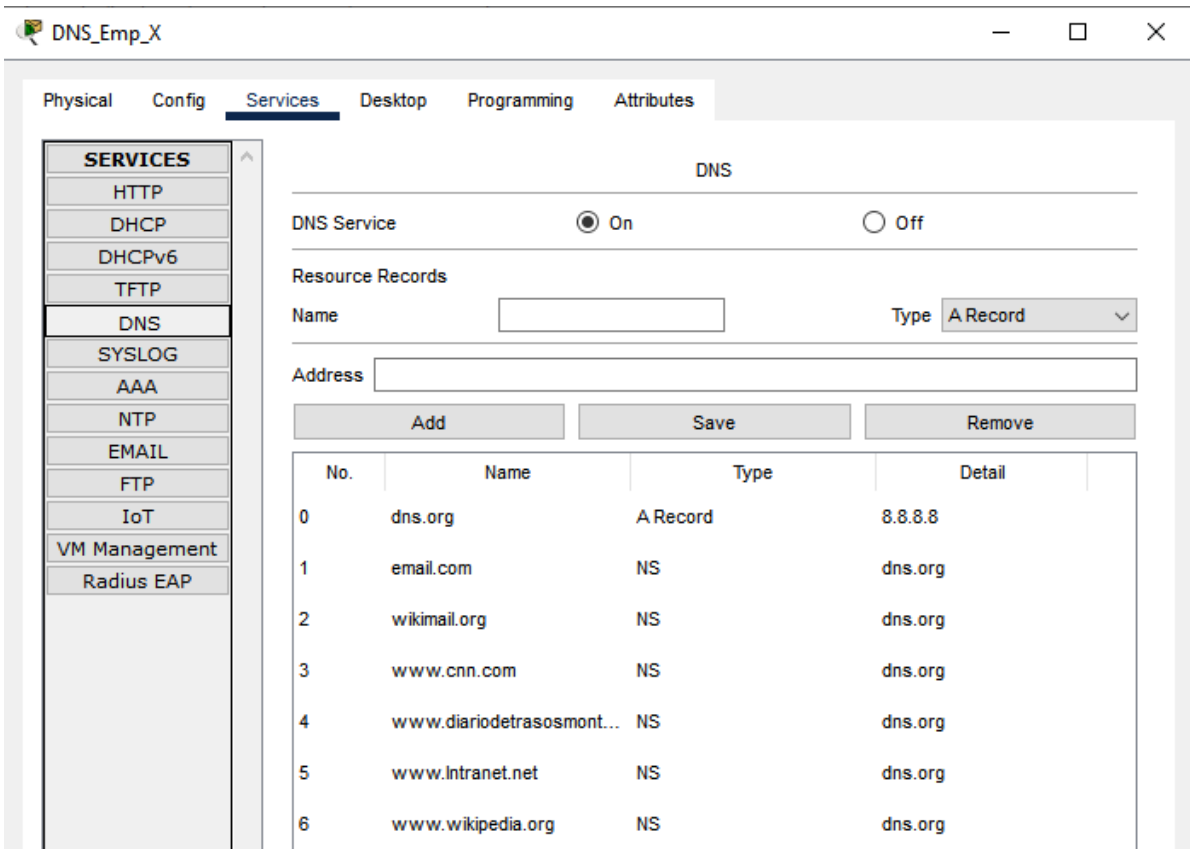 DNS_Emp_X
Physical Config Services Desktop Programming Attributes
SERVICES
HTTP
DHCP
DHCPv6
TFTP
DNS
SYSLOG
AAA
NTP
EMAIL
FTP
IoT
VM Management
Radius EAP
DNS
DNS Service On Off
Resource Records
Name Type A Record
Address
Add Save Remove
No. Name Type Detail
0 dns.org A Record 8.8.8.8
1 email.com NS dns.org
2 wikimail.org NS dns.org
3 www.cnn.com NS dns.org
4 www.diariodetrasosmont... NS dns.org
5 www.Intranet.net NS dns.org
6 www.wikipedia.org NS dns.org